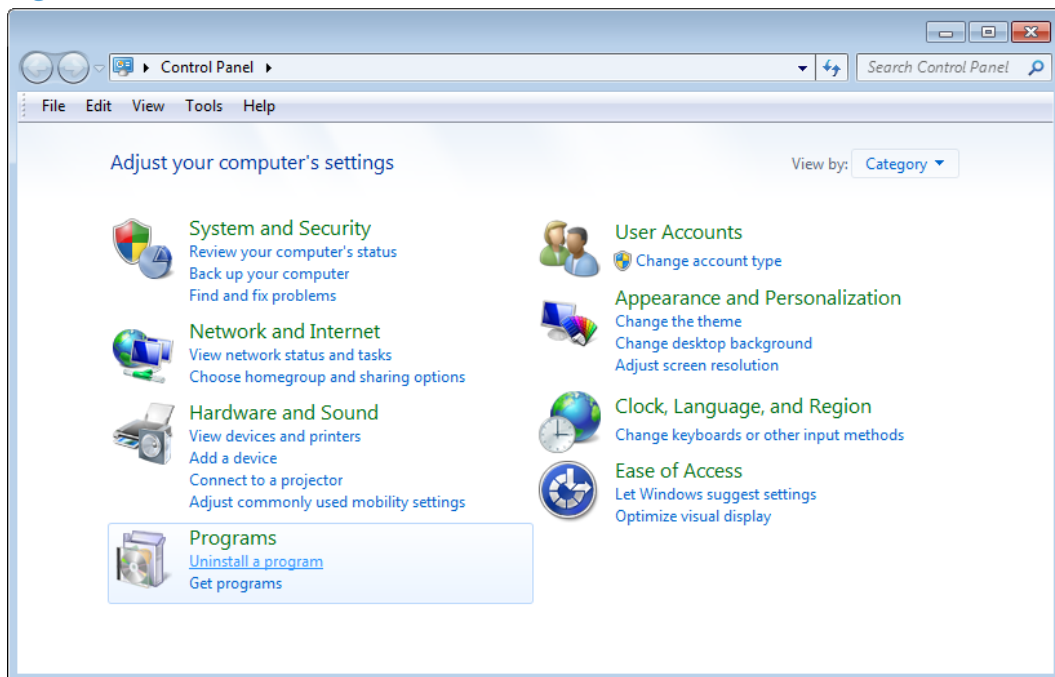 Control Panel
Search Control Panel
File Edit View Tools Help
Adjust your computer's settings
View by: Category
System and Security
Review your computer's status
Back up your computer
Find and fix problems
Network and Internet
View network status and tasks
Choose homegroup and sharing options
Hardware and Sound
View devices and printers
Add a device
Connect to a projector
Adjust commonly used mobility settings
Programs
Uninstall a program
Get programs
User Accounts
Change account type
Appearance and Personalization
Change the theme
Change desktop background
Adjust screen resolution
Clock, Language, and Region
Change keyboards or other input methods
Ease of Access
Let Windows suggest settings
Optimize visual display